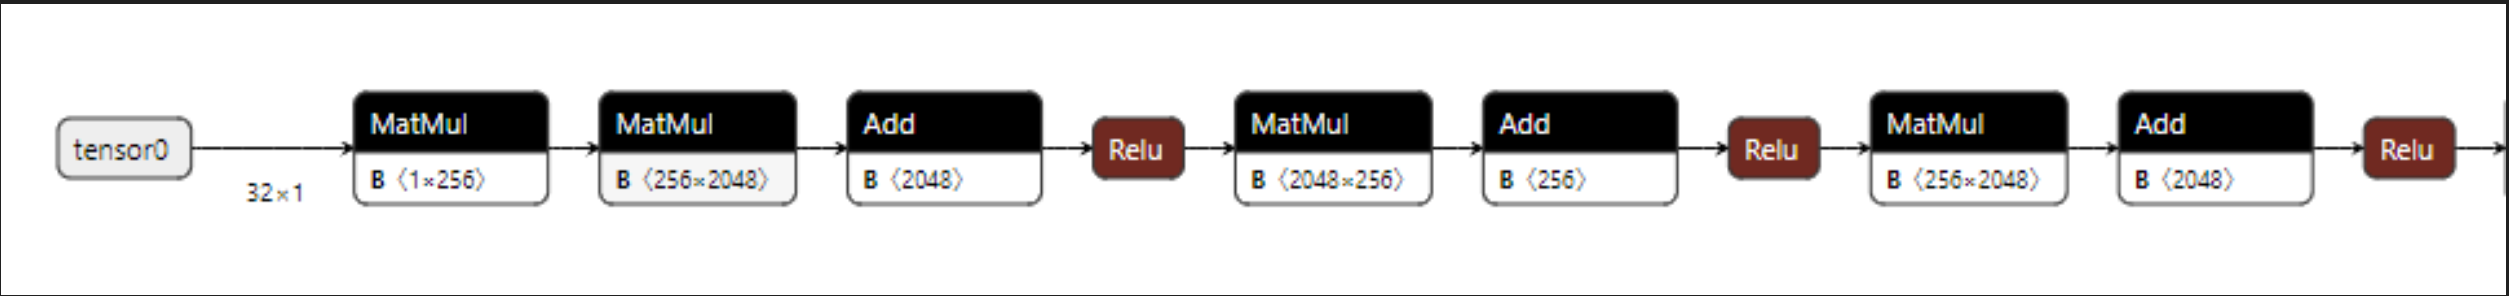 tensor0
32×1
MatMul
B ⟨1×256⟩
MatMul
B ⟨256×2048⟩
Add
B ⟨2048⟩
Relu
MatMul
B ⟨2048×256⟩
Add
B ⟨256⟩
Relu
MatMul
B ⟨256×2048⟩
Add
B ⟨2048⟩
Relu